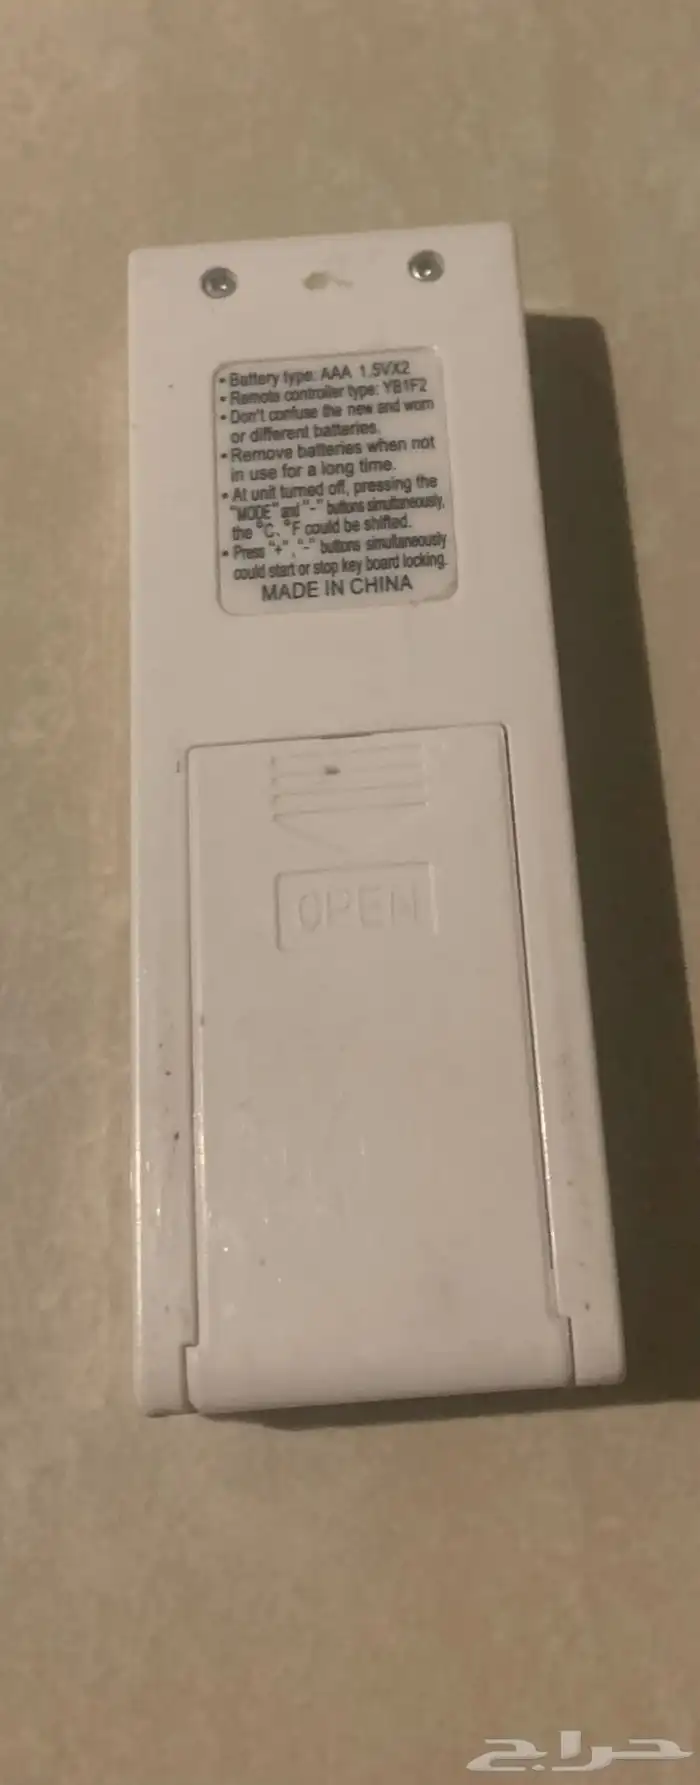 • Battery type: AAA 1.5VX2
• Remote controller type: YB1F2
• Don't confuse the new and worn
or different batteries.
• Remove batteries when not
in use for a long time.
• At unit turned off, pressing the
"MODE" and "-" buttons simultaneously,
the °C、°F could be shifted.
• Press "+"、"-" buttons simultaneously
could start or stop key board locking.
MADE IN CHINA
OPEN
حراج